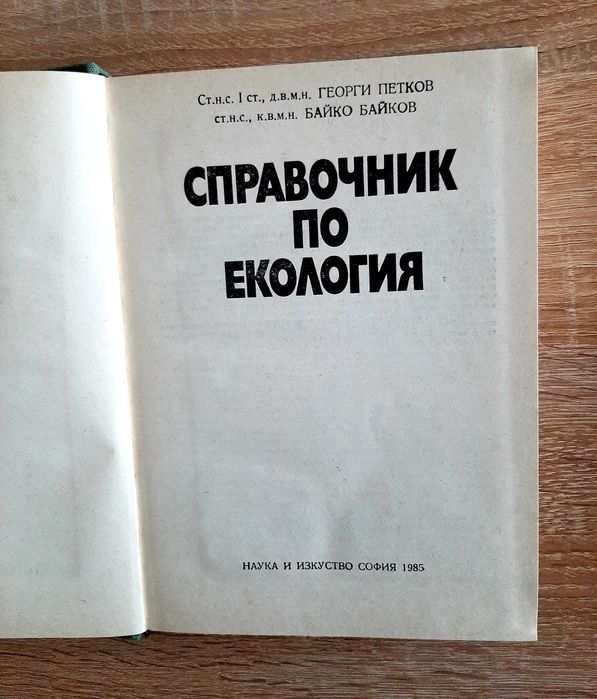 Ст.н.с. I ст., д.в.м.н. ГЕОРГИ ПЕТКОВ
ст.н.с., к.в.м.н. БАЙКО БАЙКОВ
СПРАВОЧНИК
ПО
ЕКОЛОГИЯ
НАУКА И ИЗКУСТВО СОФИЯ 1985